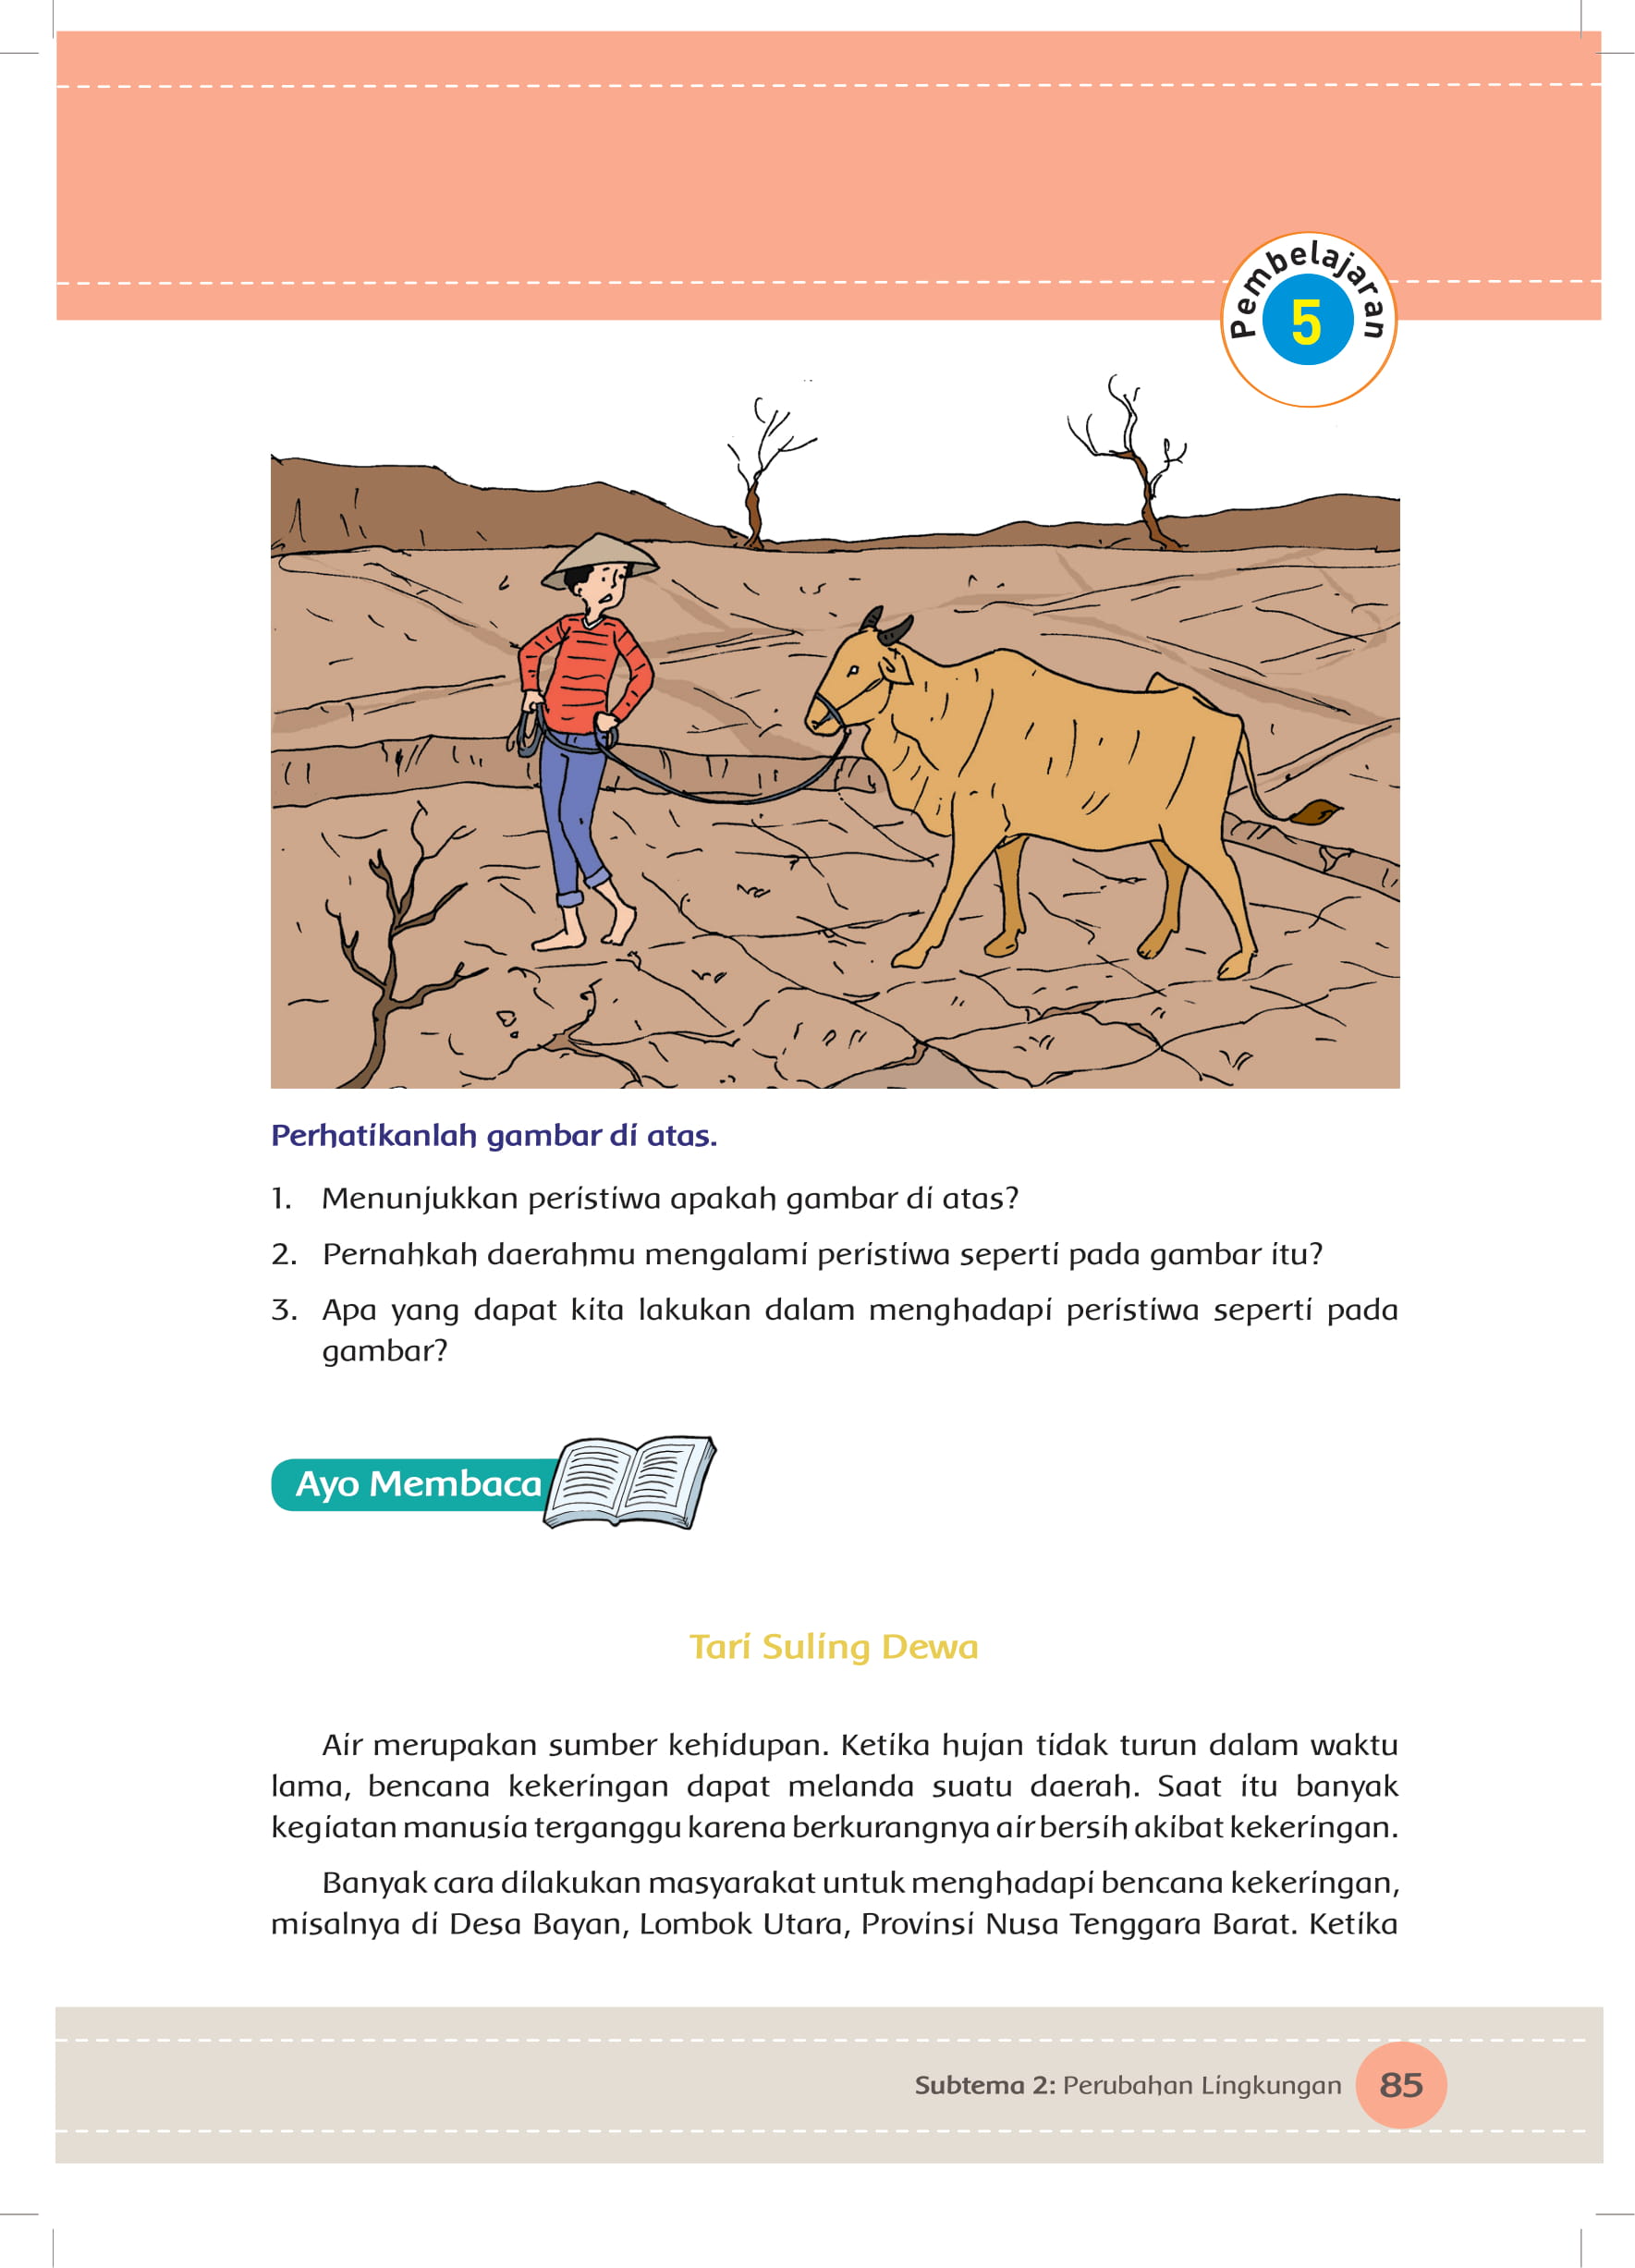 Pembelajaran
5
Perhatikanlah gambar di atas.
1. Menunjukkan peristiwa apakah gambar di atas?
2. Pernahkah daerahmu mengalami peristiwa seperti pada gambar itu?
3. Apa yang dapat kita lakukan dalam menghadapi peristiwa seperti pada
gambar?
Ayo Membaca
Tari Suling Dewa
Air merupakan sumber kehidupan. Ketika hujan tidak turun dalam waktu
lama, bencana kekeringan dapat melanda suatu daerah. Saat itu banyak
kegiatan manusia terganggu karena berkurangnya air bersih akibat kekeringan.
Banyak cara dilakukan masyarakat untuk menghadapi bencana kekeringan,
misalnya di Desa Bayan, Lombok Utara, Provinsi Nusa Tenggara Barat. Ketika
Subtema 2: Perubahan Lingkungan 85